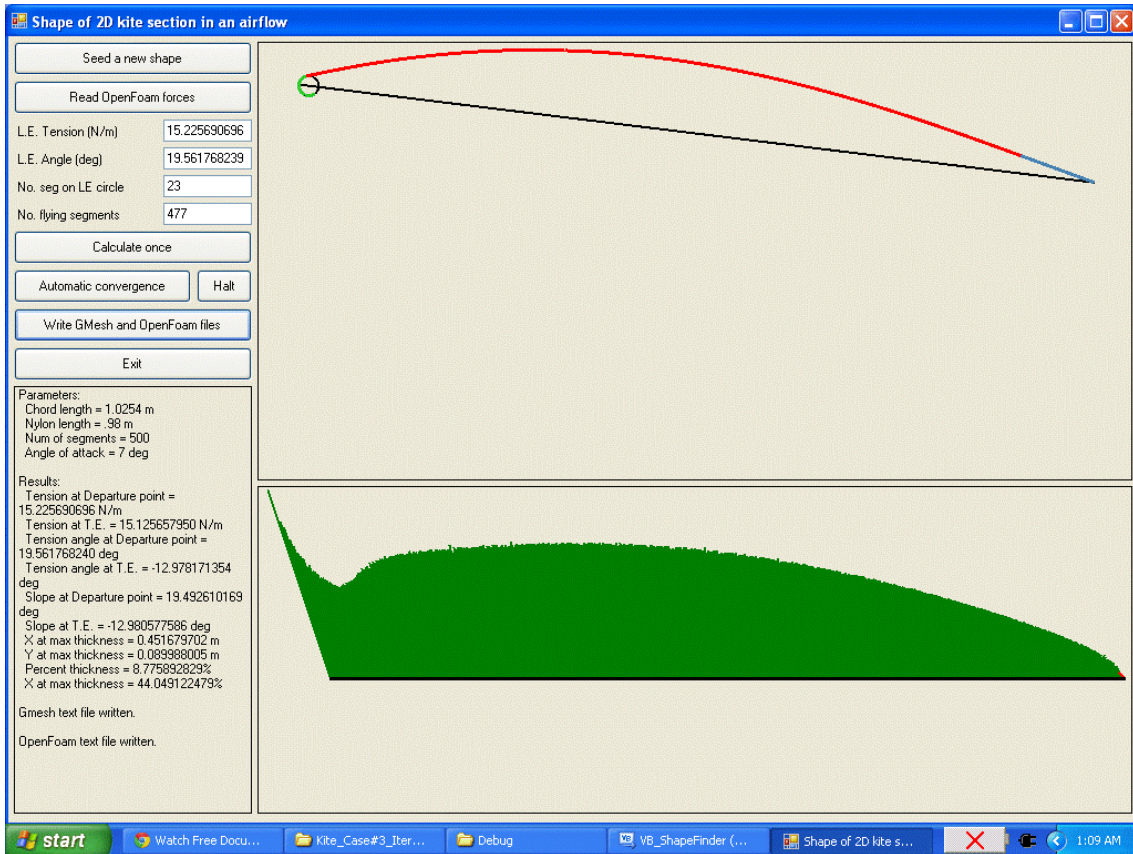 Shape of 2D kite section in an airflow
Seed a new shape
Read OpenFoam forces
L.E. Tension (N/m) 15.225690696
L.E. Angle (deg) 19.561768239
No. seg on LE circle 23
No. flying segments 477
Calculate once
Automatic convergence Halt
Write GMesh and OpenFoam files
Exit
Parameters:
Chord length = 1.0254 m
Nylon length = .98 m
Num of segments = 500
Angle of attack = 7 deg
Results:
Tension at Departure point =
15.225690696 N/m
Tension at T.E. = 15.125657950 N/m
Tension angle at Departure point =
19.561768240 deg
Tension angle at T.E. = -12.978171354
deg
Slope at Departure point = 19.492610169
deg
Slope at T.E. = -12.980577586 deg
X at max thickness = 0.451679702 m
Y at max thickness = 0.089988005 m
Percent thickness = 8.775892829%
X at max thickness = 44.049122479%
Gmesh text file written.
OpenFoam text file written.
start Watch Free Docu... Kite_Case#3_Iter... Debug VB_ShapeFinder (... Shape of 2D kite s... 1:09 AM